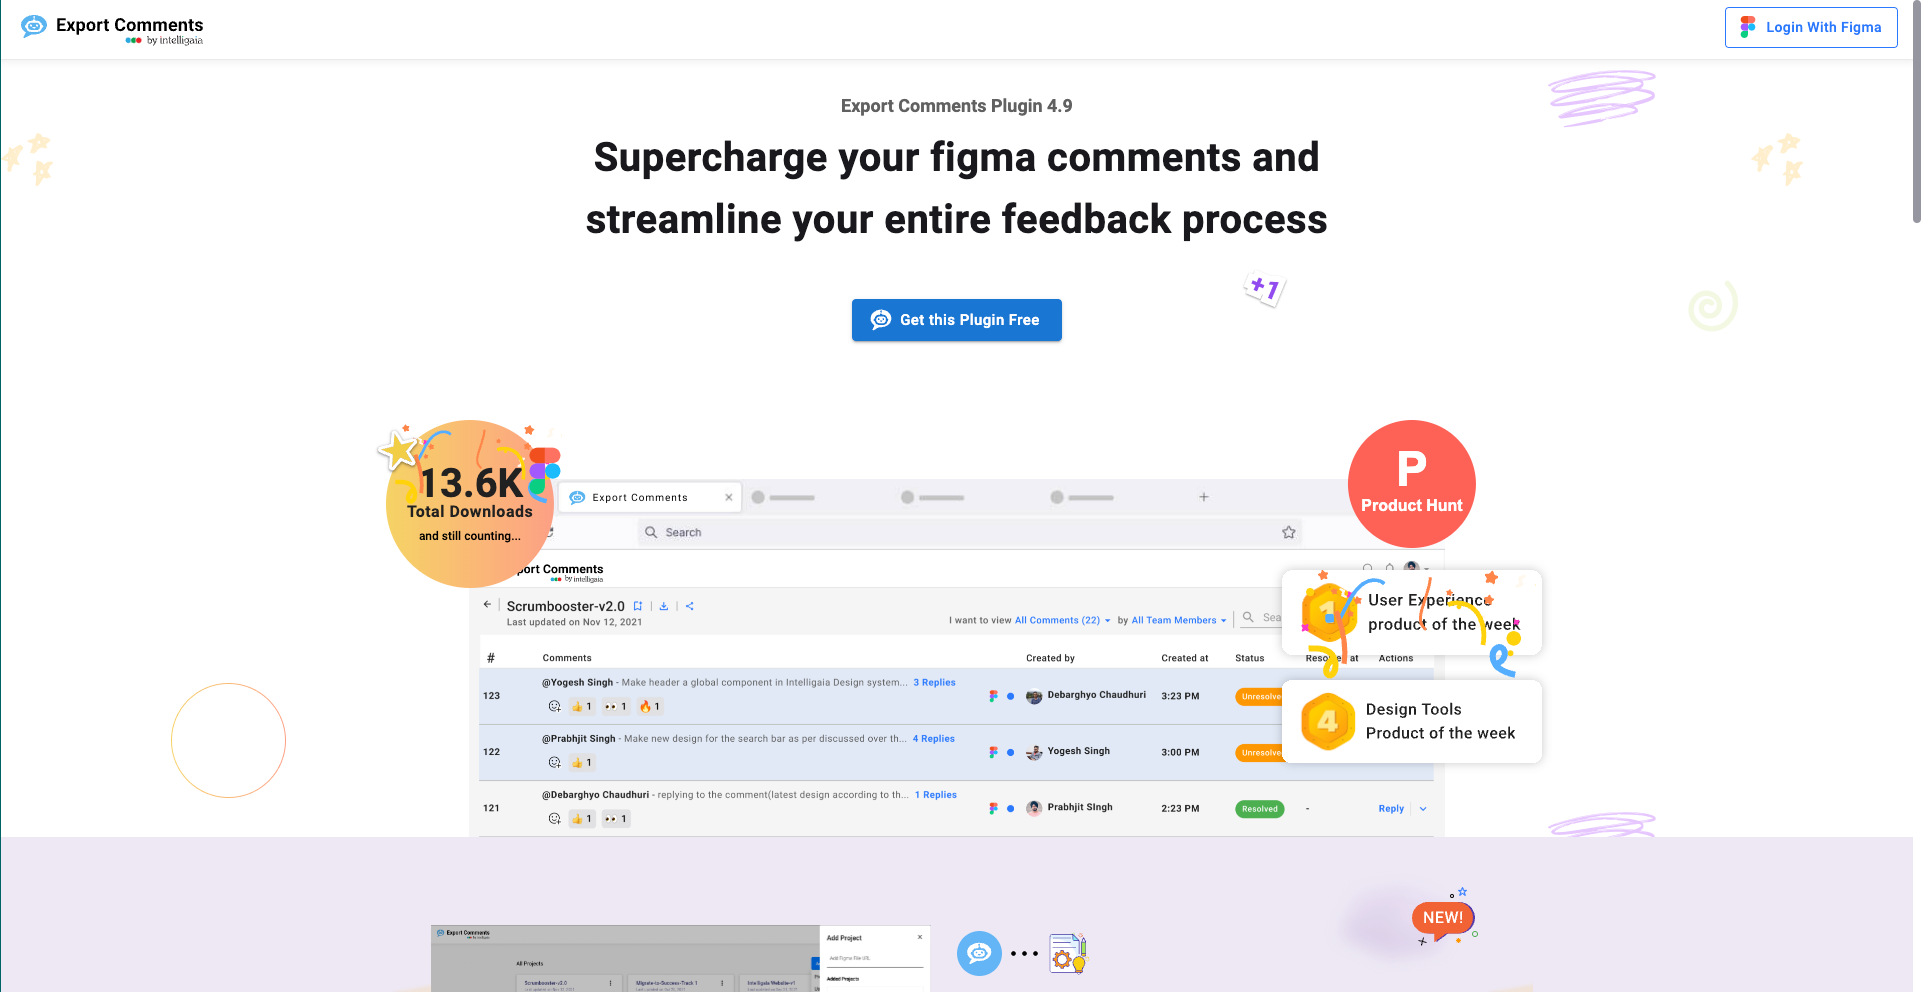 Export Comments
by intelligaia
Login With Figma
Export Comments Plugin 4.9
Supercharge your figma comments and
streamline your entire feedback process
+1
Get this Plugin Free
13.6K
Total Downloads
and still counting...
P
Product Hunt
Export Comments
Search
port Comments
by intelligaia
Scrumbooster-v2.0
Last updated on Nov 12, 2021
I want to view All Comments (22) by All Team Members
Sea
1
User Experience
product of the week
# Comments Created by Created at Status Resolved at Actions
123 @Yogesh Singh - Make header a global component in Intelligaia Design system... 3 Replies Debarghyo Chaudhuri 3:23 PM Unresolve
1 1 1
4
Design Tools
Product of the week
122 @Prabhjit Singh - Make new design for the search bar as per discussed over th... 4 Replies Yogesh Singh 3:00 PM Unresolve
1
121 @Debarghyo Chaudhuri - replying to the comment(latest design according to th... 1 Replies Prabhjit SIngh 2:23 PM Resolved - Reply
1 1
NEW!
Export Comments
Add Project
Add Figma File URL
All Projects
Added Projects
Scrumbooster-v2.0
Migrate-to-Success-Track 1
Intelligaia Website-v1